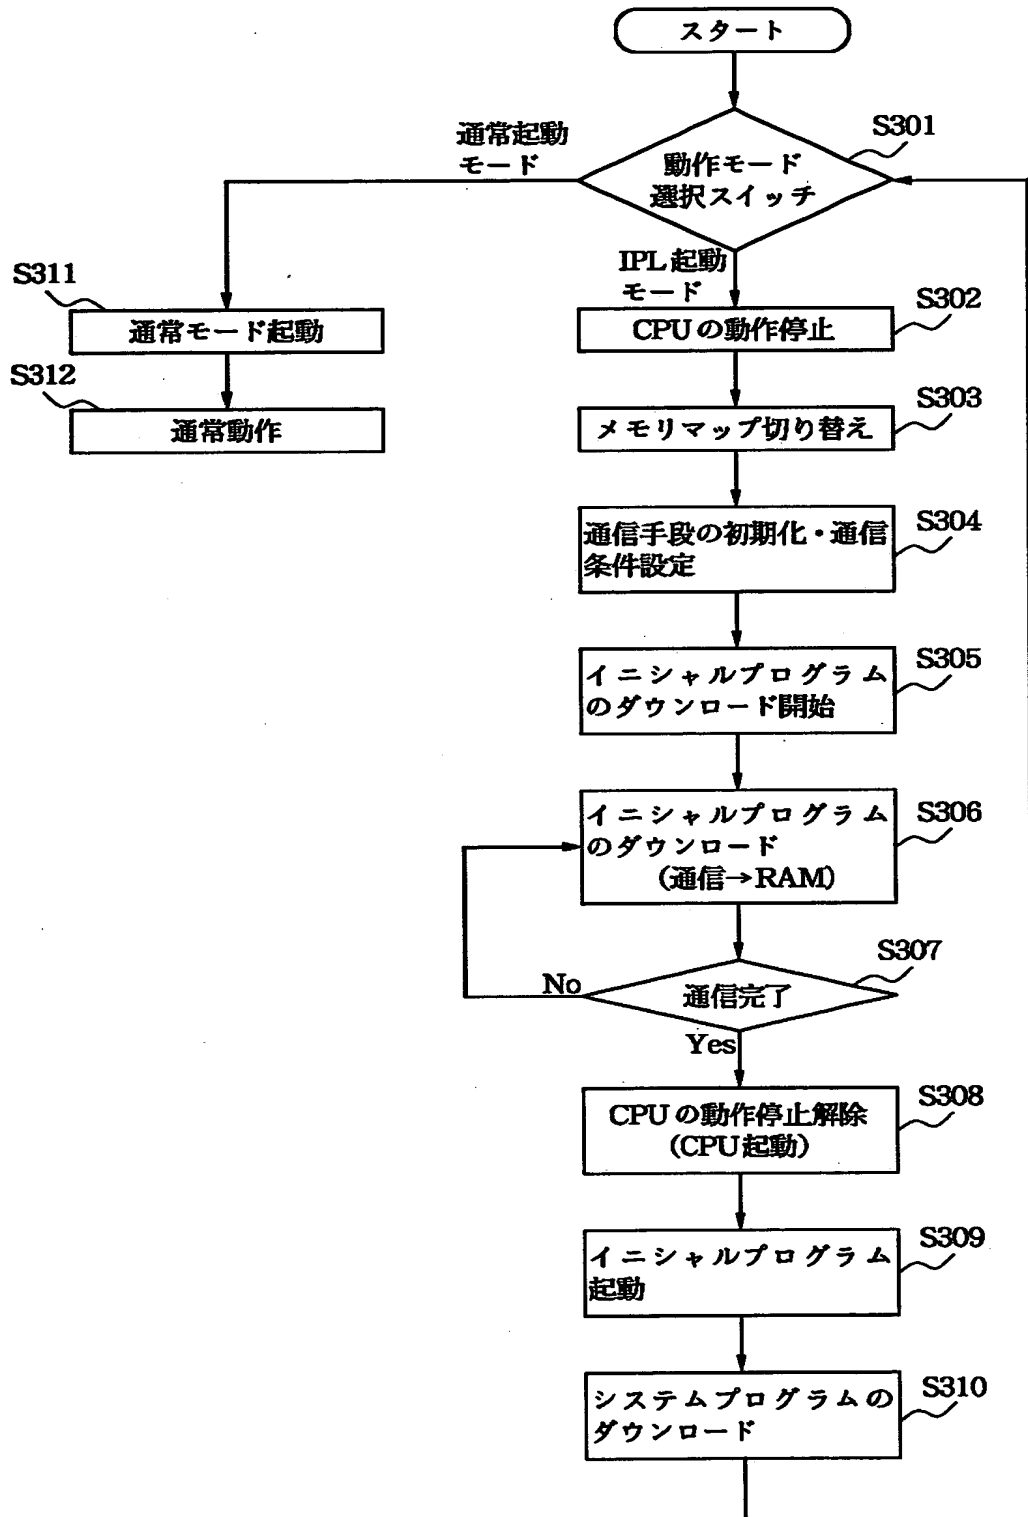 スタート
S301
動作モード
選択スイッチ
通常起動
モード
IPL起動
モード
S311
通常モード起動
S312
通常動作
S302
CPUの動作停止
S303
メモリマップ切り替え
S304
通信手段の初期化・通信
条件設定
S305
イニシャルプログラム
のダウンロード開始
S306
イニシャルプログラム
のダウンロード
(通信→RAM)
S307
通信完了
No
Yes
S308
CPUの動作停止解除
(CPU起動)
S309
イニシャルプログラム
起動
S310
システムプログラムの
ダウンロード